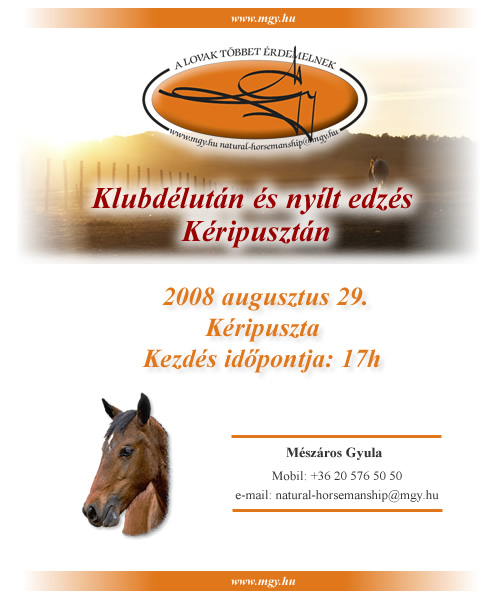 www.mgy.hu
A LOVAK TÖBBET ÉRDEMELNEK
www.mgy.hu natural-horsemanship@mgy.hu
Klubdélután és nyílt edzés
Kéripusztán
2008 augusztus 29.
Kéripuszta
Kezdés időpontja: 17h
Mészáros Gyula
Mobil: +36 20 576 50 50
e-mail: natural-horsemanship@mgy.hu
www.mgy.hu